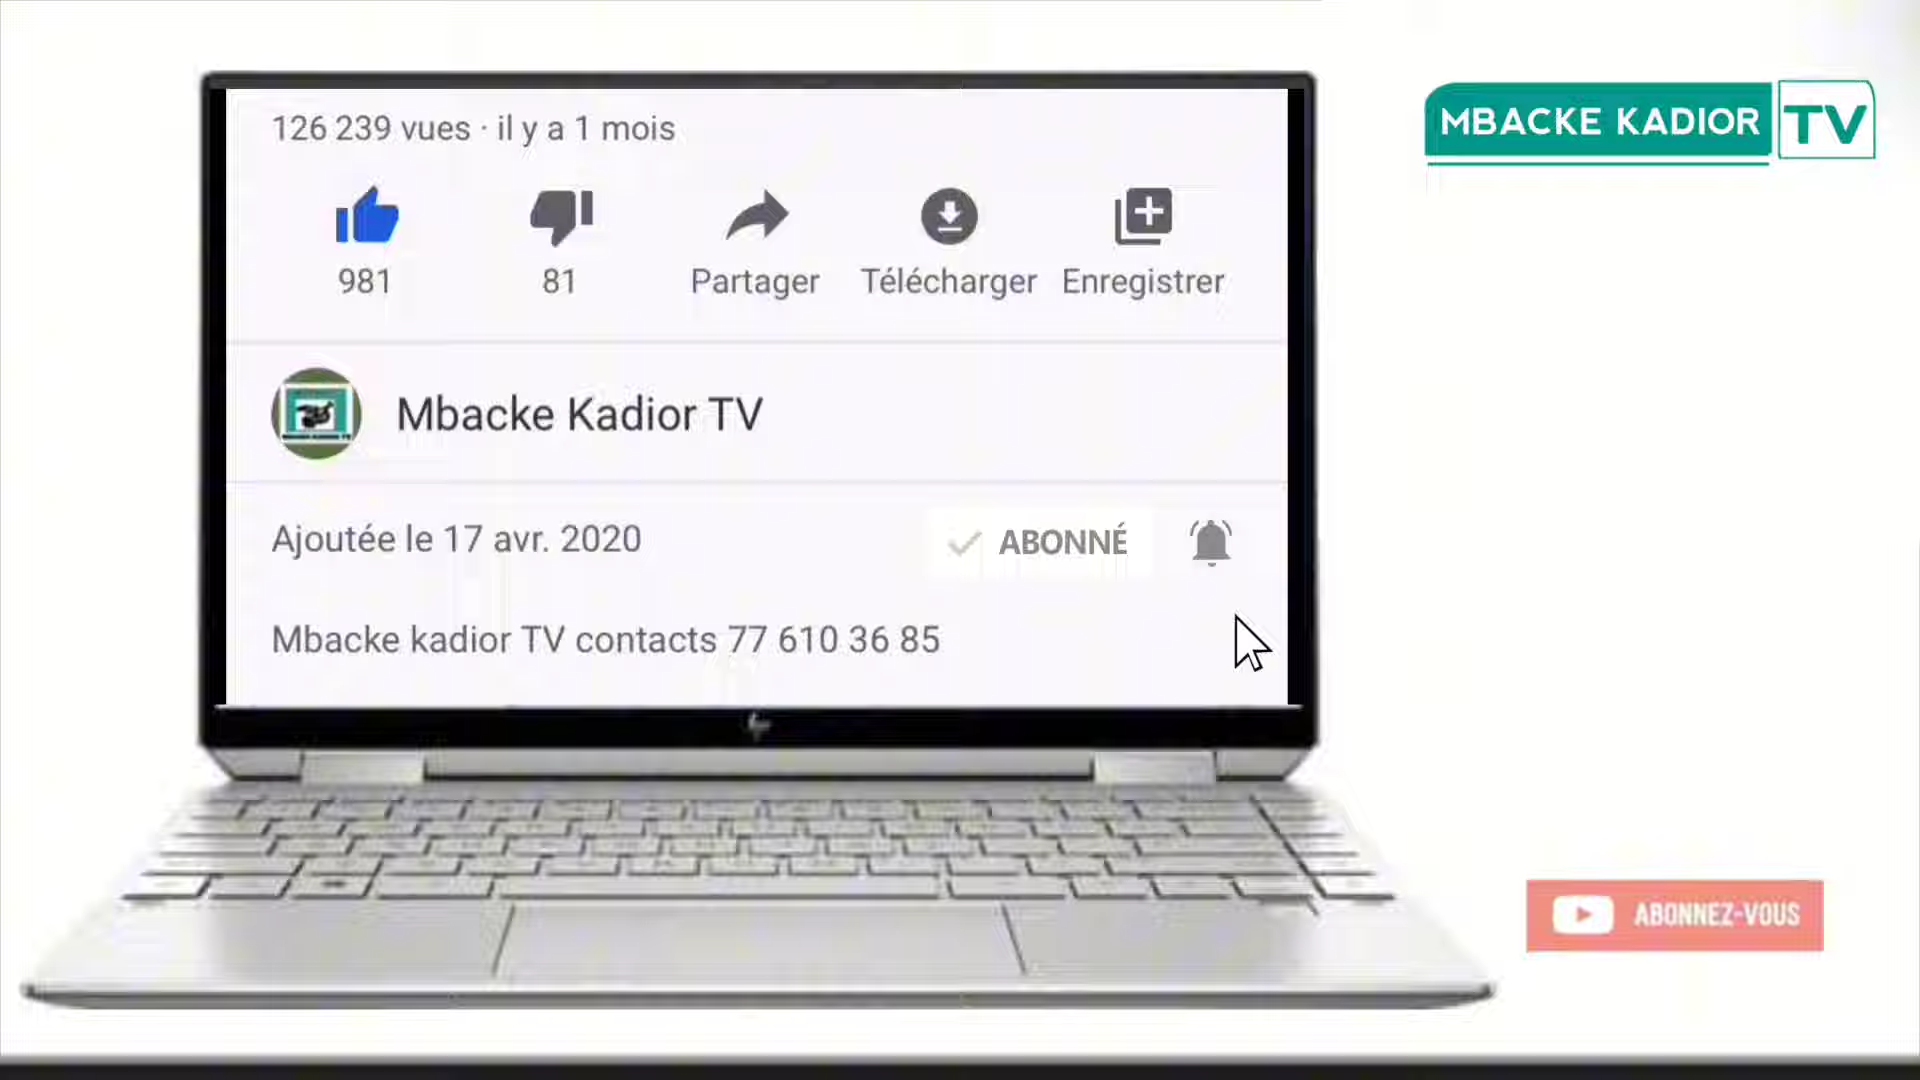 MBACKE KADIOR TV
126 239 vues · il y a 1 mois
981
81
Partager
Télécharger
Enregistrer
Mbacke Kadior TV
Ajoutée le 17 avr. 2020
ABONNÉ
Mbacke kadior TV contacts 77 610 36 85
ABONNEZ-VOUS